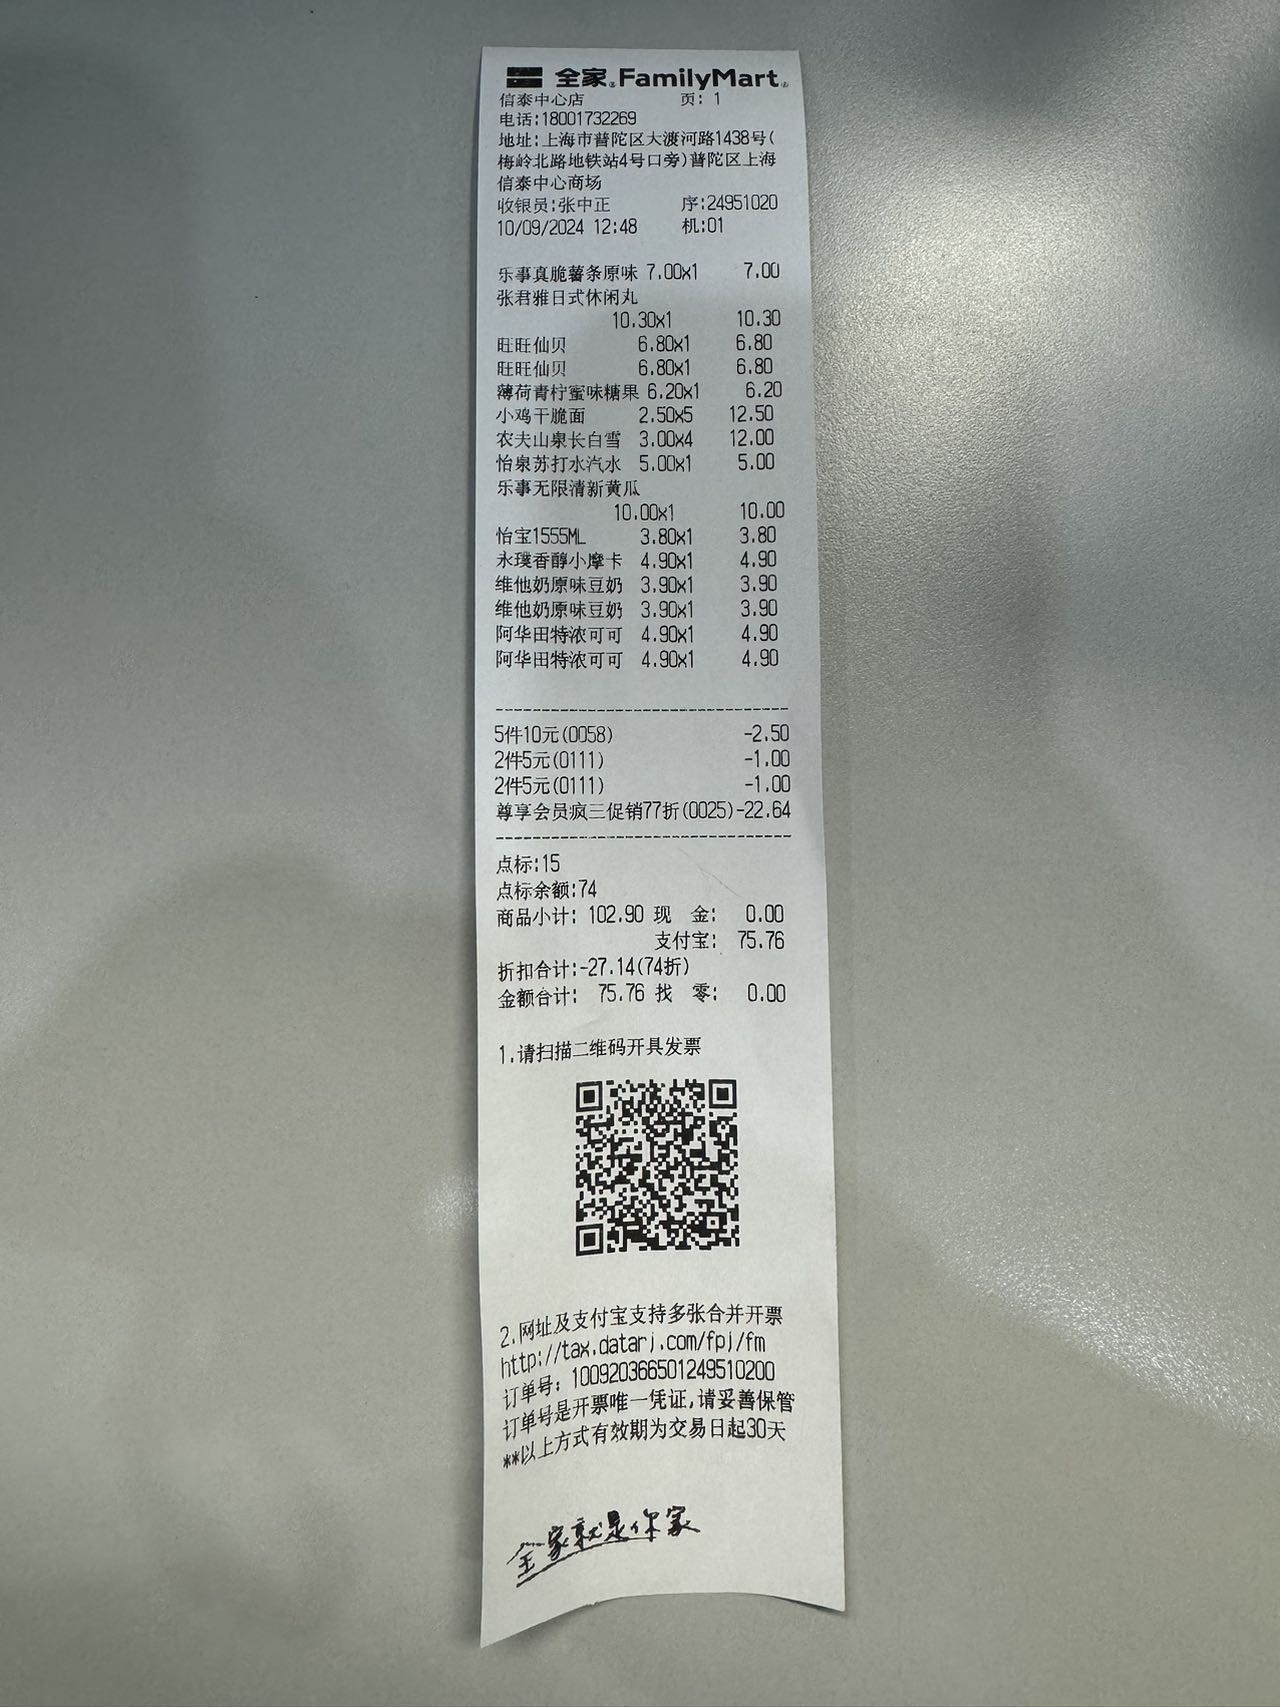 全家 FamilyMart
信泰中心店 页: 1
电话:18001732269
地址:上海市普陀区大渡河路1438号(
梅岭北路地铁站4号口旁)普陀区上海
信泰中心商场
收银员:张中正 序:24951020
10/09/2024 12:48 机:01
乐事真脆薯条原味 7.00x1 7.00
张君雅日式休闲丸
10.30x1 10.30
旺旺仙贝 6.80x1 6.80
旺旺仙贝 6.80x1 6.80
薄荷青柠蜜味糖果 6.20x1 6.20
小鸡干脆面 2.50x5 12.50
农夫山泉长白雪 3.00x4 12.00
怡泉苏打水汽水 5.00x1 5.00
乐事无限清新黄瓜
10.00x1 10.00
怡宝1555ML 3.80x1 3.80
永璞香醇小摩卡 4.90x1 4.90
维他奶原味豆奶 3.90x1 3.90
维他奶原味豆奶 3.90x1 3.90
阿华田特浓可可 4.90x1 4.90
阿华田特浓可可 4.90x1 4.90
5件10元(0058) -2.50
2件5元(0111) -1.00
2件5元(0111) -1.00
尊享会员疯三促销77折(0025)-22.64
点标:15
点标余额:74
商品小计: 102.90 现 金: 0.00
支付宝: 75.76
折扣合计:-27.14(74折)
金额合计: 75.76 找 零: 0.00
1.请扫描二维码开具发票
2.网址及支付宝支持多张合并开票
http://tax.datarj.com/fpj/fm
订单号: 100920366501249510200
订单号是开票唯一凭证,请妥善保管
**以上方式有效期为交易日起30天
全家就是你家